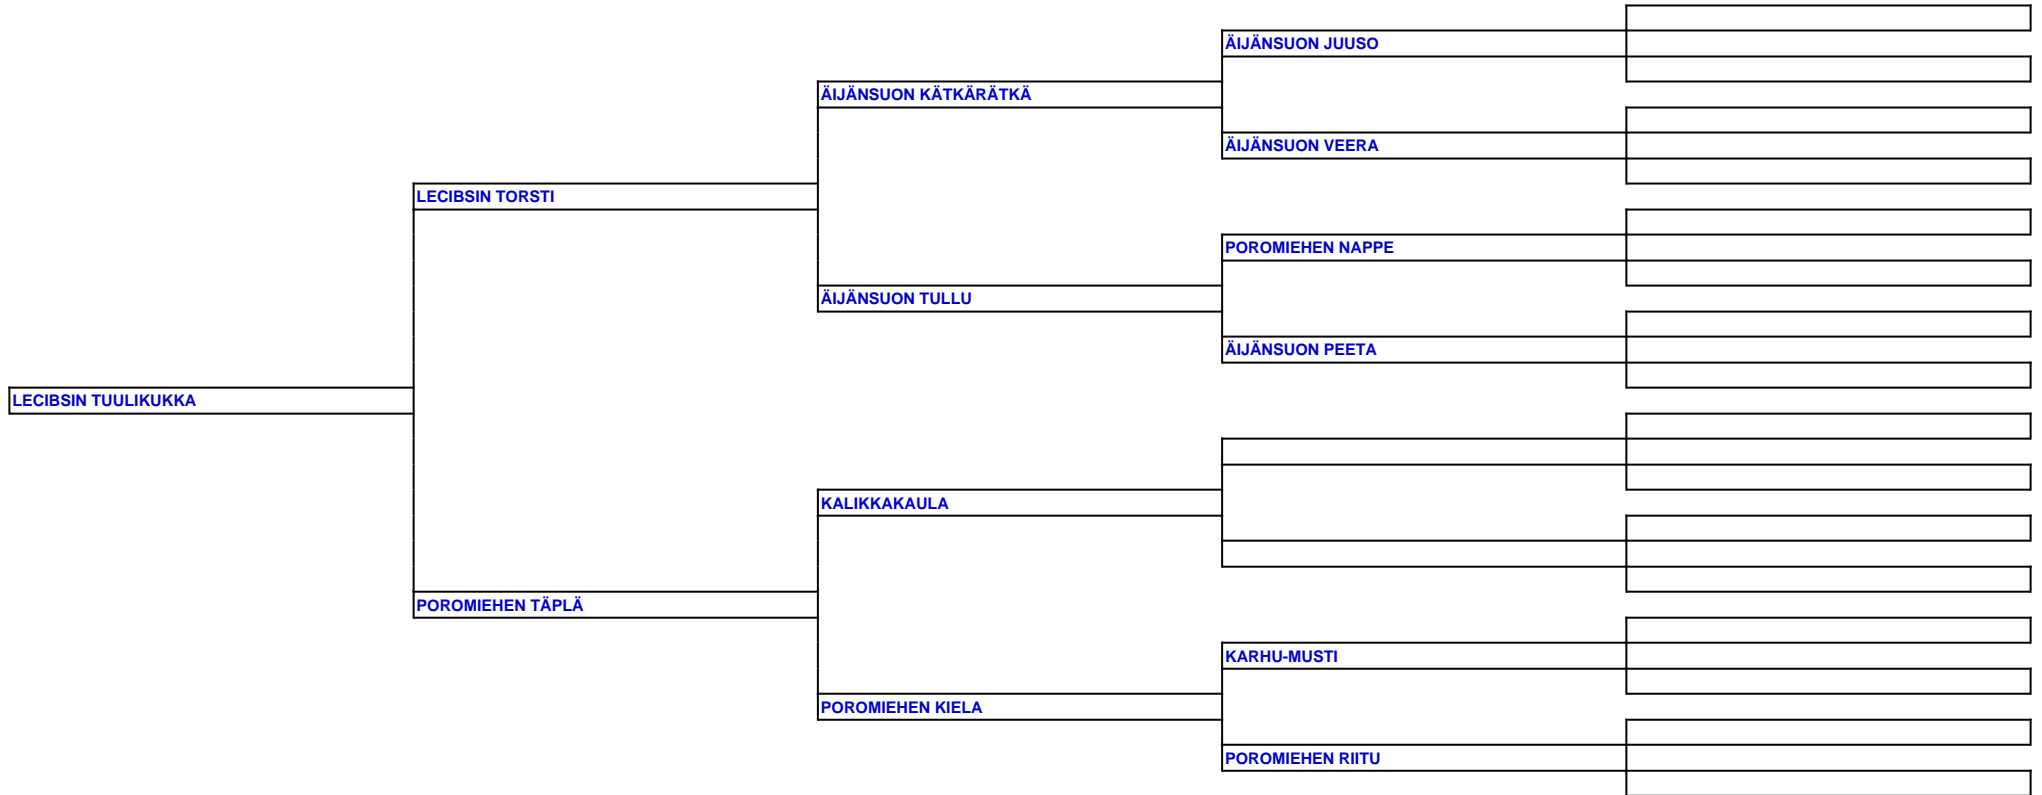 ÄIJÄNSUON JUUSO
ÄIJÄNSUON KÄTKÄRÄTKÄ
ÄIJÄNSUON VEERA
LECIBSIN TORSTI
POROMIEHEN NAPPE
ÄIJÄNSUON TULLU
ÄIJÄNSUON PEETA
LECIBSIN TUULIKUKKA
KALIKKAKAULA
POROMIEHEN TÄPLÄ
KARHU-MUSTI
POROMIEHEN KIELA
POROMIEHEN RIITU